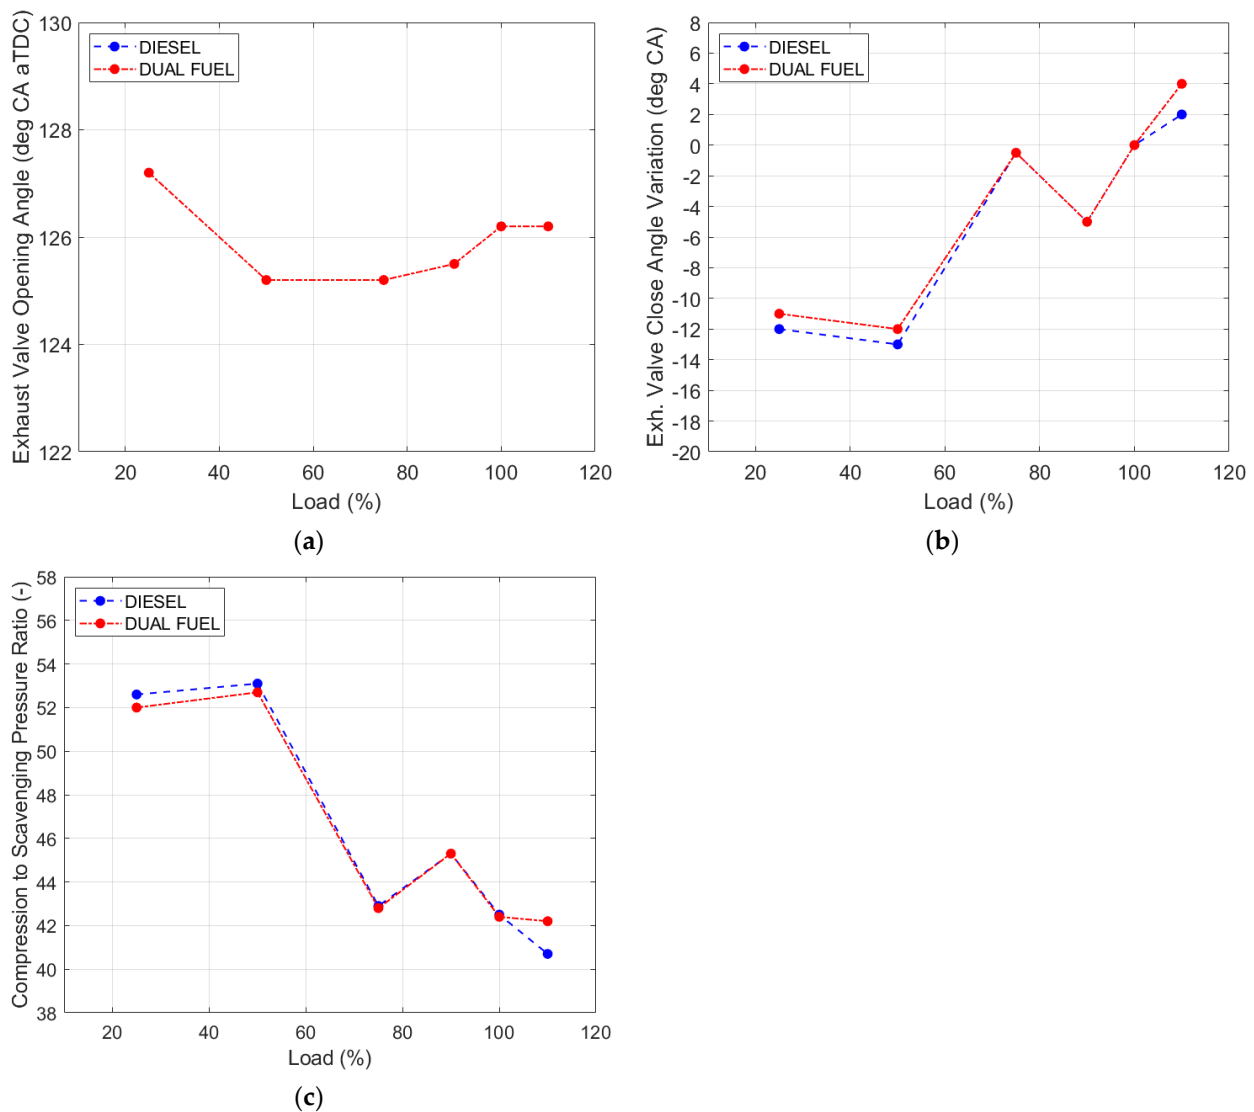 130
128
126
124
122
Exhaust Valve Opening Angle (deg CA aTDC)
DIESEL
DUAL FUEL
20 40 60 80 100 120
Load (%)
(a)
8
6
4
2
0
-2
-4
-6
-8
-10
-12
-14
-16
-18
-20
Exh. Valve Close Angle Variation (deg CA)
DIESEL
DUAL FUEL
20 40 60 80 100 120
Load (%)
(b)
58
56
54
52
50
48
46
44
42
40
38
Compression to Scavenging Pressure Ratio (-)
DIESEL
DUAL FUEL
20 40 60 80 100 120
Load (%)
(c)